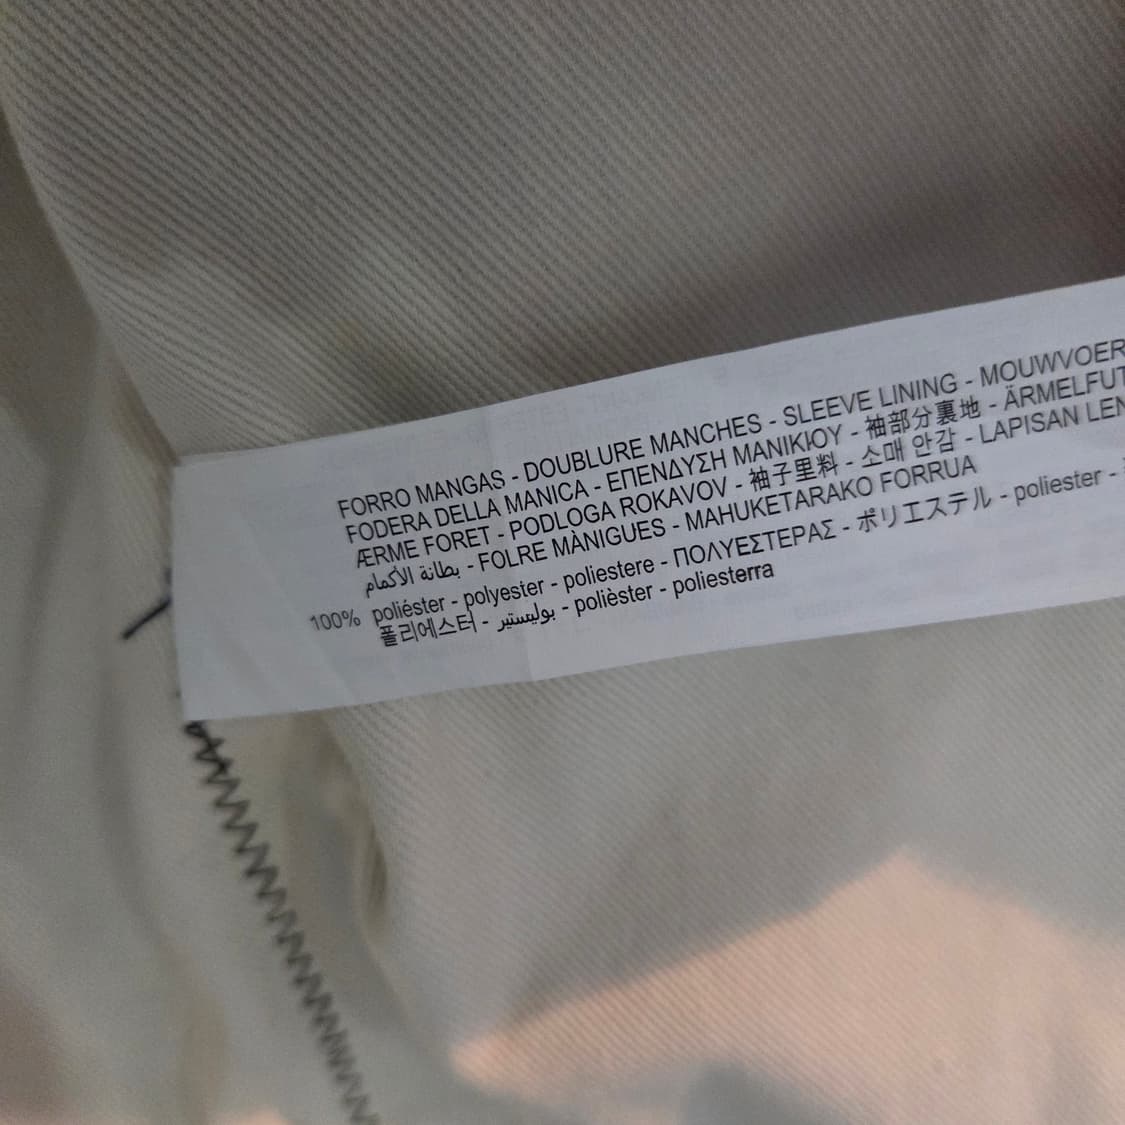 FORRO MANGAS - DOUBLURE MANCHES - SLEEVE LINING - MOUWVOER
FODERA DELLA MANICA - ΕΠΕΝΔΥΣΗ ΜΑΝΙΚΙΟΥ - 袖部分裏地 - ÄRMELFUT
ÆRME FORET - PODLOGA ROKAVOV - 袖子里料 - 소매 안감 - LAPISAN LEN
بطانة الأكمام - FOLRE MÀNIGUES - MAHUKETARAKO FORRUA
100% poliéster - polyester - poliestere - ΠΟΛΥΕΣΤΕΡΑΣ - ポリエステル - poliester -
폴리에스터 - بوليستير - polièster - poliesterra